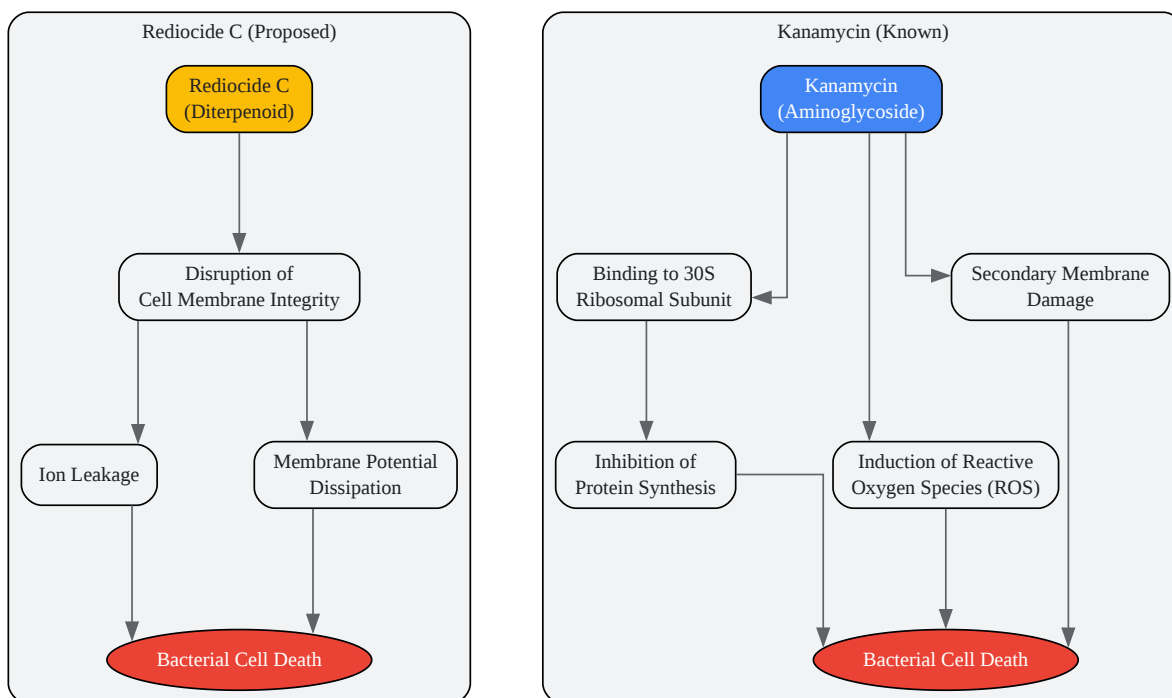 Rediocide C (Proposed)
Rediocide C
(Diterpenoid)
Disruption of
Cell Membrane Integrity
Ion Leakage
Membrane Potential
Dissipation
Bacterial Cell Death
Kanamycin (Known)
Kanamycin
(Aminoglycoside)
Binding to 30S
Ribosomal Subunit
Secondary Membrane
Damage
Inhibition of
Protein Synthesis
Induction of Reactive
Oxygen Species (ROS)
Bacterial Cell Death